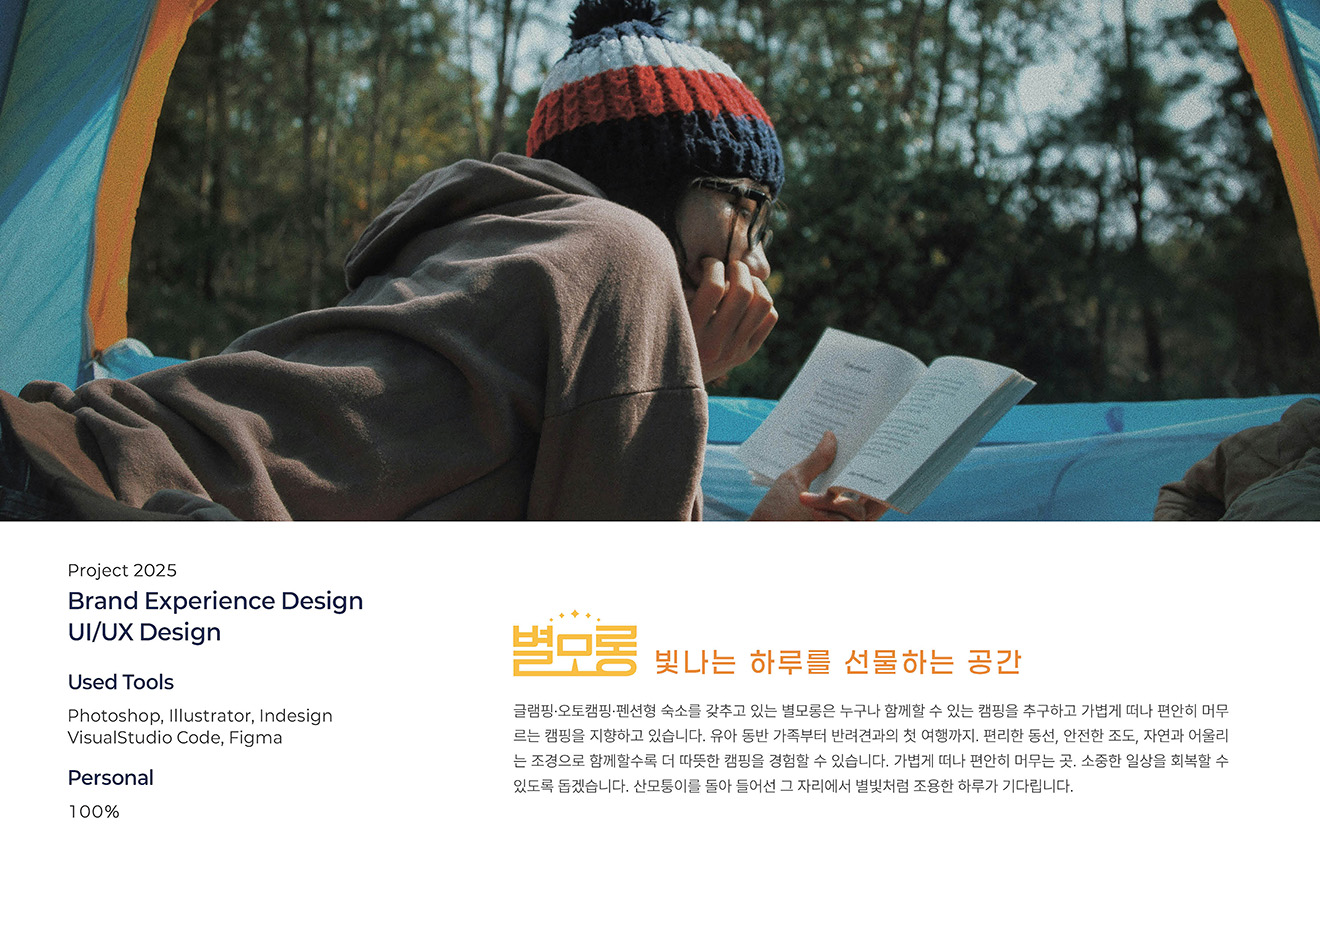 Project 2025
Brand Experience Design
UI/UX Design
Used Tools
Photoshop, Illustrator, Indesign
VisualStudio Code, Figma
Personal
100%
별모롱 빛나는 하루를 선물하는 공간
글램핑·오토캠핑·펜션형 숙소를 갖추고 있는 별모롱은 누구나 함께할 수 있는 캠핑을 추구하고 가볍게 떠나 편안히 머무
르는 캠핑을 지향하고 있습니다. 유아 동반 가족부터 반려견과의 첫 여행까지. 편리한 동선, 안전한 조도, 자연과 어울리
는 조경으로 함께할수록 더 따뜻한 캠핑을 경험할 수 있습니다. 가볍게 떠나 편안히 머무는 곳. 소중한 일상을 회복할 수
있도록 돕겠습니다. 산모퉁이를 돌아 들어선 그 자리에서 별빛처럼 조용한 하루가 기다립니다.